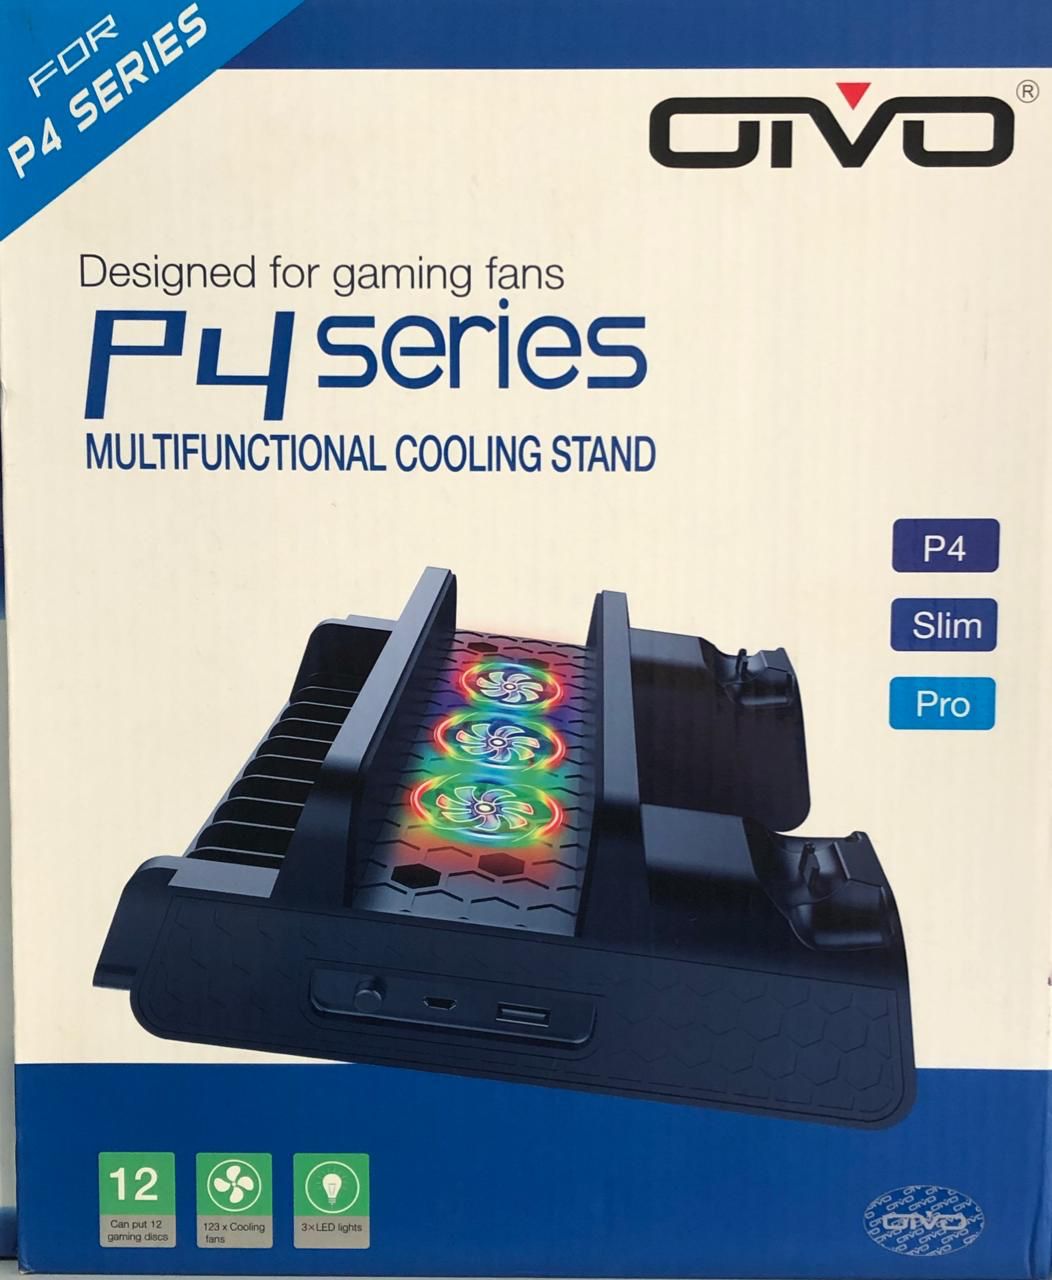 FOR
P4 SERIES
OIVO®
Designed for gaming fans
P4 series
MULTIFUNCTIONAL COOLING STAND
P4
Slim
Pro
12
Can put 12
gaming discs
123 x Cooling
fans
3×LED lights
OIVO